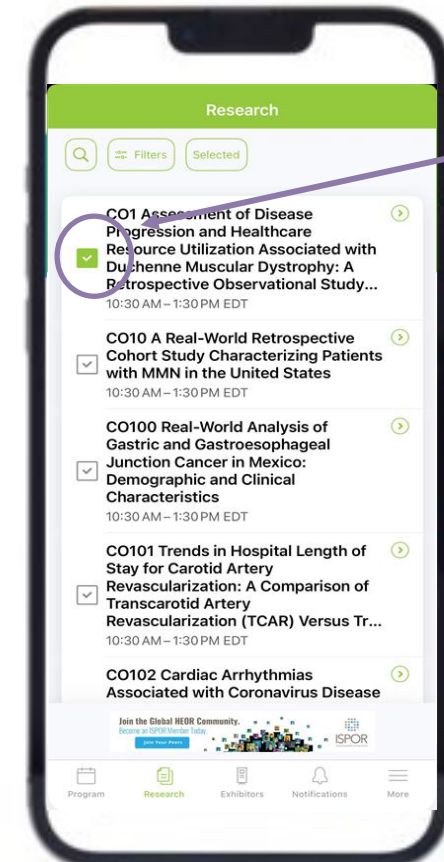 Research
Filters
Selected
CO1 Assessment of Disease
Progression and Healthcare
Resource Utilization Associated with
Duchenne Muscular Dystrophy: A
Retrospective Observational Study...
10:30 AM – 1:30 PM EDT
CO10 A Real-World Retrospective
Cohort Study Characterizing Patients
with MMN in the United States
10:30 AM – 1:30 PM EDT
CO100 Real-World Analysis of
Gastric and Gastroesophageal
Junction Cancer in Mexico:
Demographic and Clinical
Characteristics
10:30 AM – 1:30 PM EDT
CO101 Trends in Hospital Length of
Stay for Carotid Artery
Revascularization: A Comparison of
Transcarotid Artery
Revascularization (TCAR) Versus Tr...
10:30 AM – 1:30 PM EDT
CO102 Cardiac Arrhythmias
Associated with Coronavirus Disease
Join the Global HEOR Community.
Become an ISPOR Member Today.
Join Your Peers
ISPOR
Program
Research
Exhibitors
Notifications
More